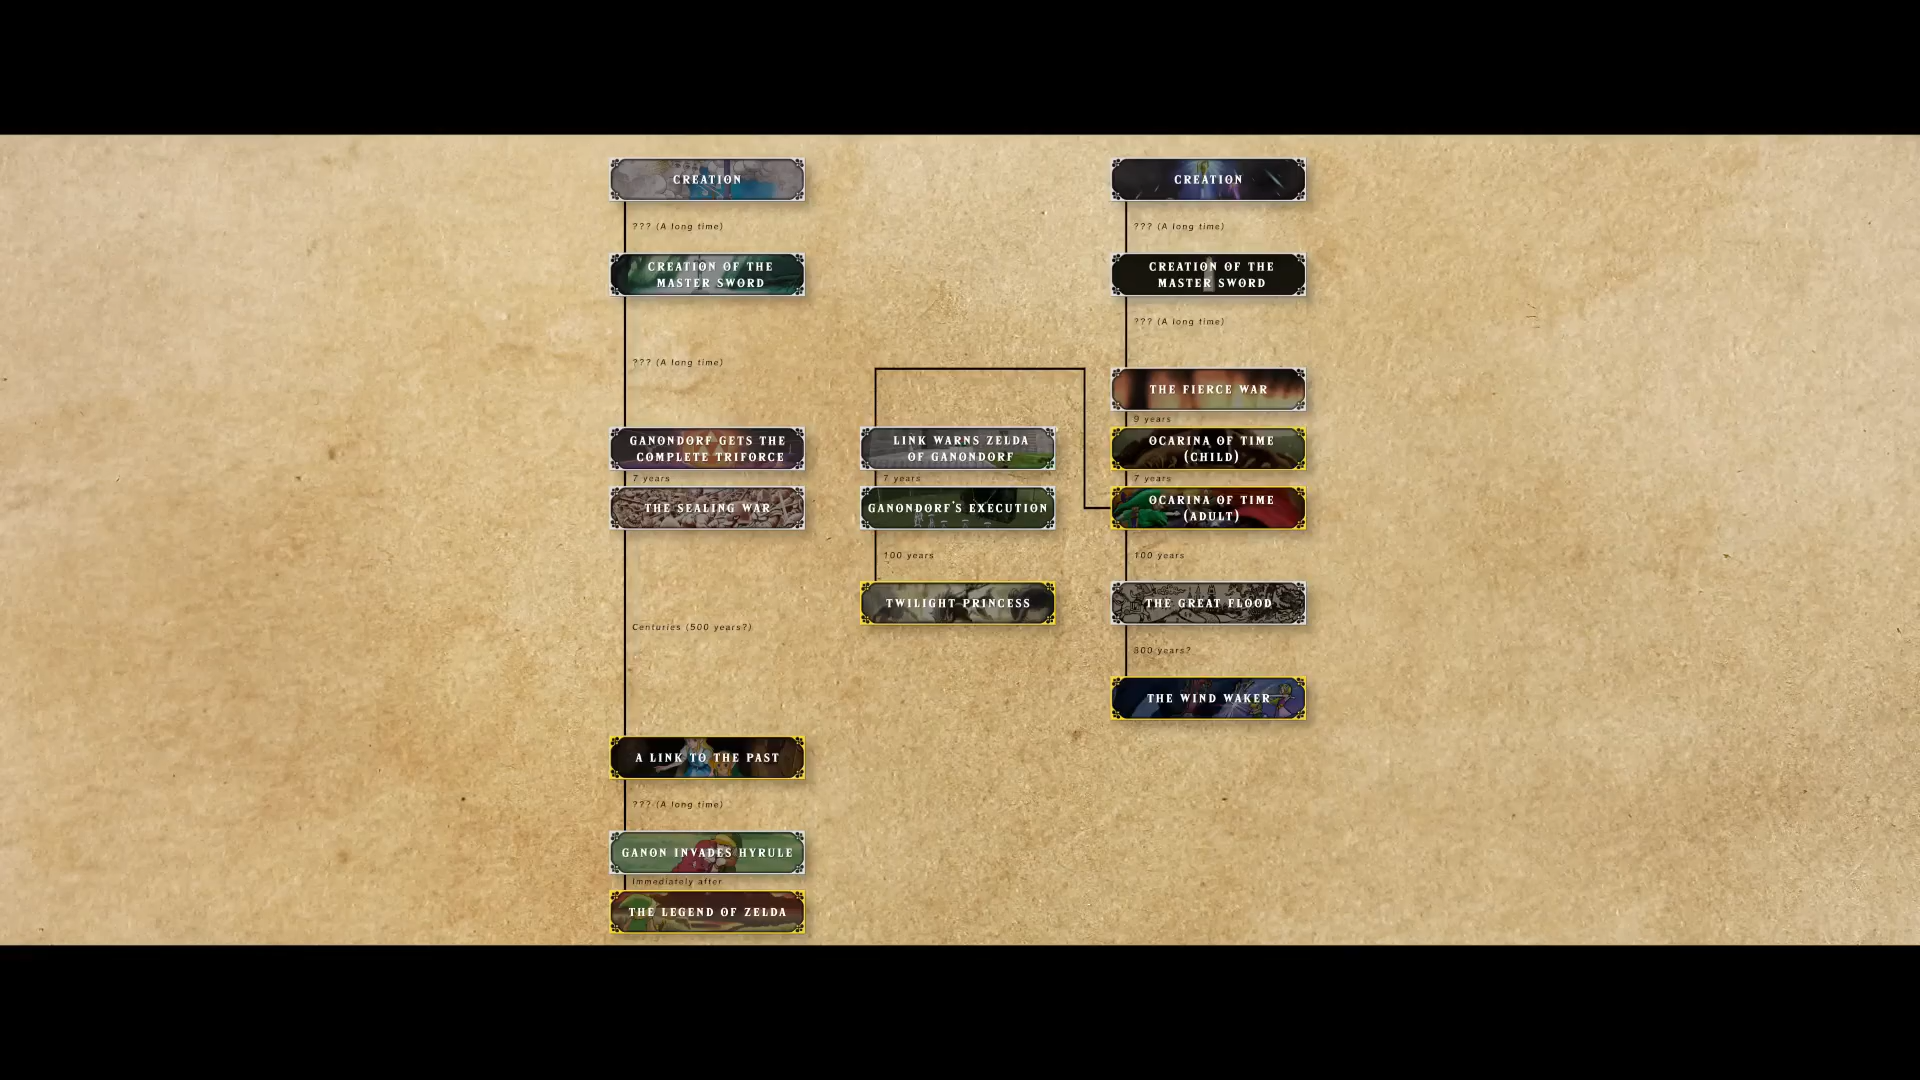 CREATION
??? (A long time)
CREATION OF THE
MASTER SWORD
??? (A long time)
GANONDORF GETS THE
COMPLETE TRIFORCE
7 years
THE SEALING WAR
Centuries (500 years?)
A LINK TO THE PAST
??? (A long time)
GANON INVADES HYRULE
Immediately after
THE LEGEND OF ZELDA
LINK WARNS ZELDA
OF GANONDORF
7 years
GANONDORF'S EXECUTION
100 years
TWILIGHT PRINCESS
CREATION
??? (A long time)
CREATION OF THE
MASTER SWORD
??? (A long time)
THE FIERCE WAR
9 years
OCARINA OF TIME
(CHILD)
7 years
OCARINA OF TIME
(ADULT)
100 years
THE GREAT FLOOD
300 years?
THE WIND WAKER